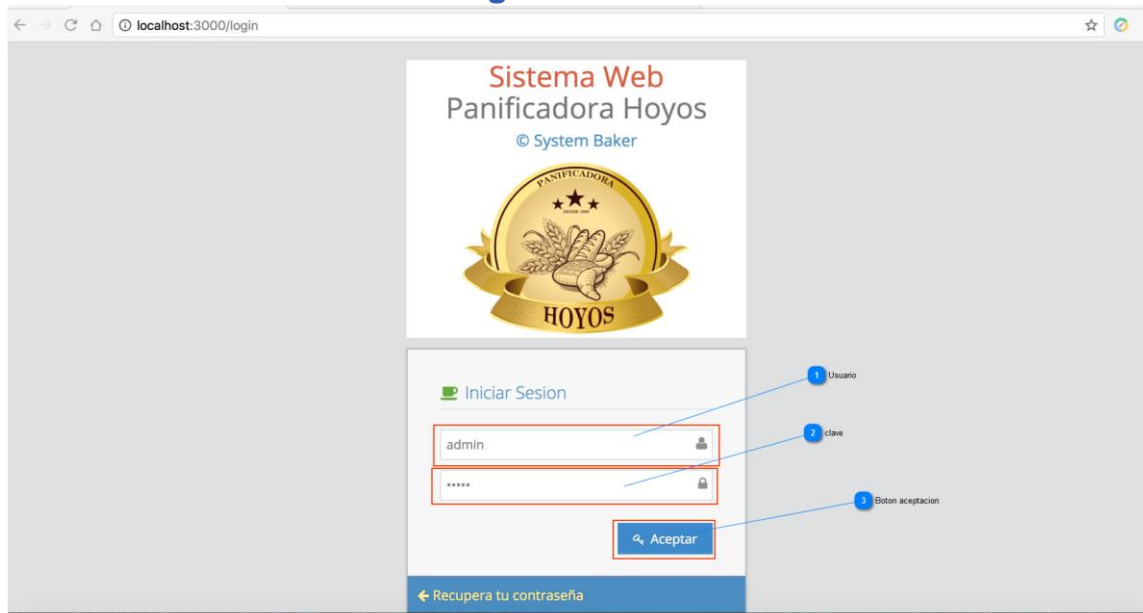 localhost:3000/login
Sistema Web
Panificadora Hoyos
© System Baker
PANIFICADORA
HOYOS
Iniciar Sesion
1 Usuario
admin
2 clave
•••••
3 Boton aceptacion
Aceptar
Recupera tu contraseña